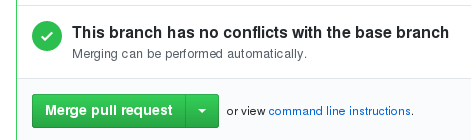 This branch has no conflicts with the base branch
Merging can be performed automatically.
Merge pull request or view command line instructions.